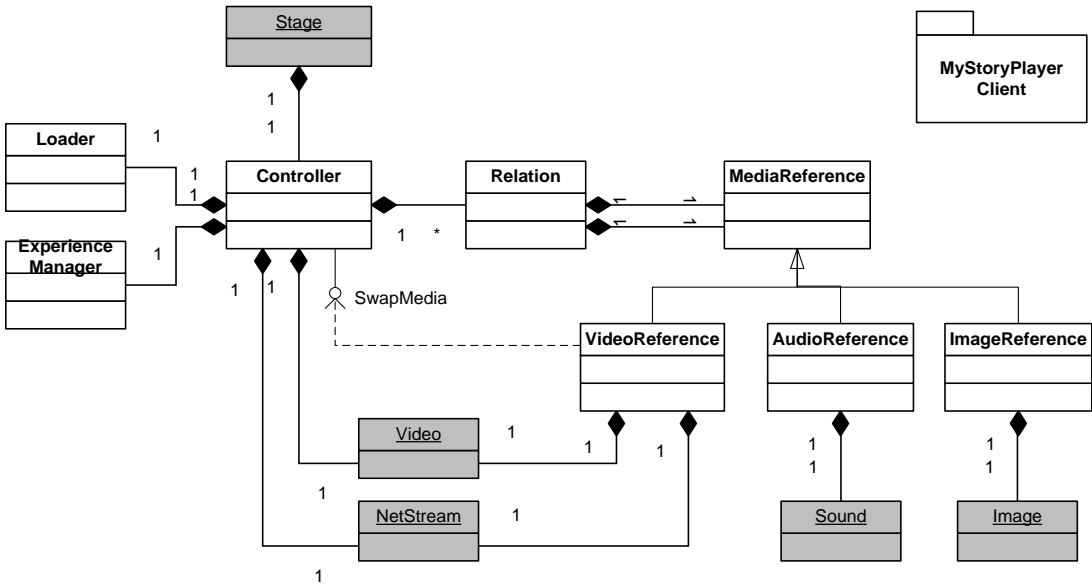 Stage
MyStoryPlayer
Client
1
1
Loader
1
1
1
Controller
Relation
MediaReference
1
1
1
1
1
*
Experience
Manager
1
1
1
SwapMedia
VideoReference
AudioReference
ImageReference
Video
1
1
1
1
1
1
1
1
NetStream
1
Sound
Image
1